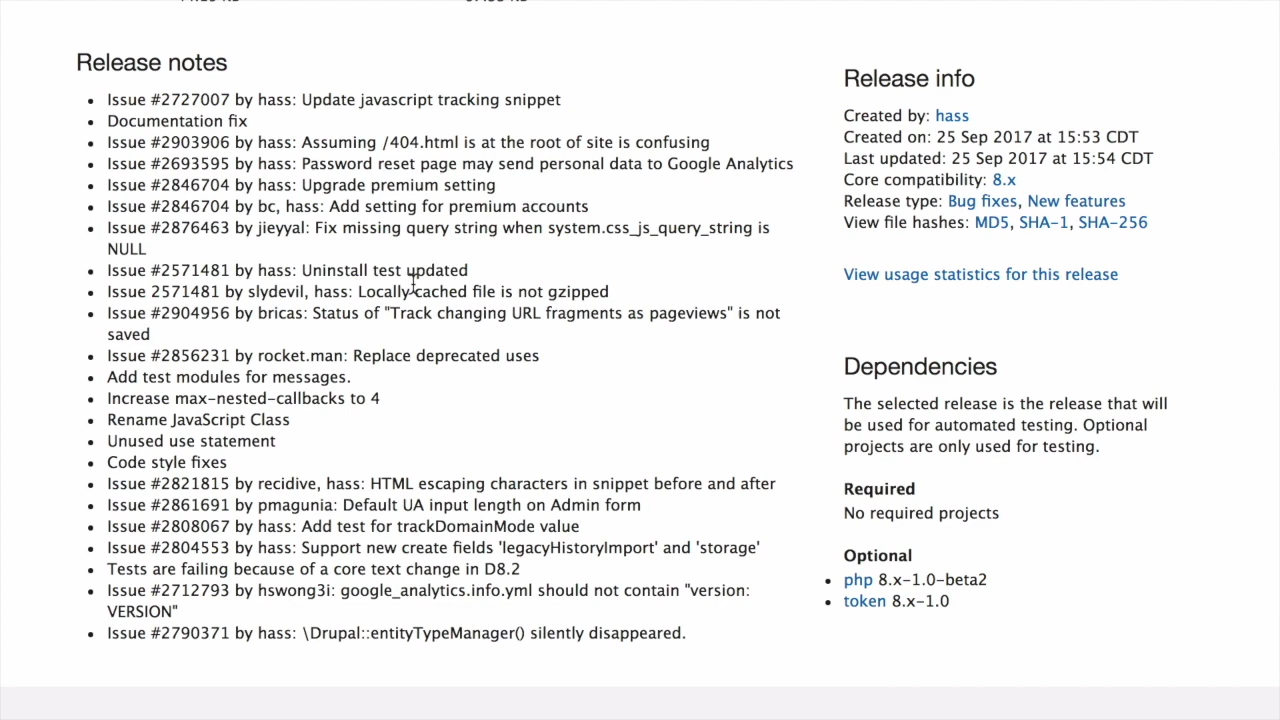 Release notes
Issue #2727007 by hass: Update javascript tracking snippet
Documentation fix
Issue #2903906 by hass: Assuming /404.html is at the root of site is confusing
Issue #2693595 by hass: Password reset page may send personal data to Google Analytics
Issue #2846704 by hass: Upgrade premium setting
Issue #2846704 by bc, hass: Add setting for premium accounts
Issue #2876463 by jieyyal: Fix missing query string when system.css_js_query_string is
NULL
Issue #2571481 by hass: Uninstall test updated
Issue 2571481 by slydevil, hass: Locally cached file is not gzipped
Issue #2904956 by bricas: Status of "Track changing URL fragments as pageviews" is not
saved
Issue #2856231 by rocket.man: Replace deprecated uses
Add test modules for messages.
Increase max-nested-callbacks to 4
Rename JavaScript Class
Unused use statement
Code style fixes
Issue #2821815 by recidive, hass: HTML escaping characters in snippet before and after
Issue #2861691 by pmagunia: Default UA input length on Admin form
Issue #2808067 by hass: Add test for trackDomainMode value
Issue #2804553 by hass: Support new create fields 'legacyHistoryImport' and 'storage'
Tests are failing because of a core text change in D8.2
Issue #2712793 by hswong3i: google_analytics.info.yml should not contain "version:
VERSION"
Issue #2790371 by hass: \Drupal::entityTypeManager() silently disappeared.
Release info
Created by: hass
Created on: 25 Sep 2017 at 15:53 CDT
Last updated: 25 Sep 2017 at 15:54 CDT
Core compatibility: 8.x
Release type: Bug fixes, New features
View file hashes: MD5, SHA-1, SHA-256
View usage statistics for this release
Dependencies
The selected release is the release that will
be used for automated testing. Optional
projects are only used for testing.
Required
No required projects
Optional
php 8.x-1.0-beta2
token 8.x-1.0